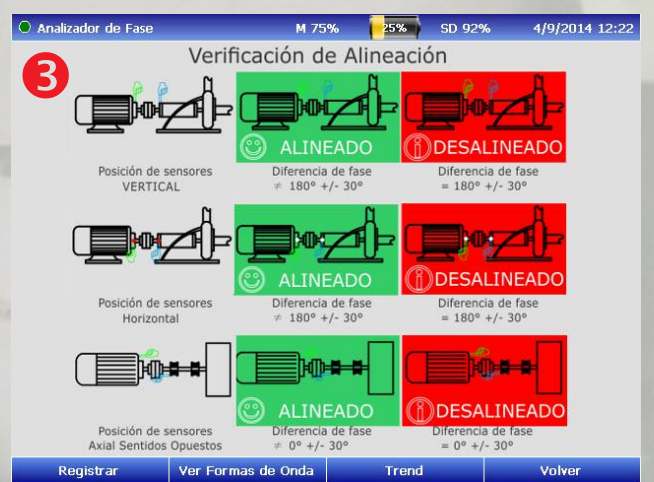 Analizador de Fase M 75% 25% SD 92% 4/9/2014 12:22
Verificación de Alineación
3
ALINEADO DESALINEADO
Posición de sensores Diferencia de fase Diferencia de fase
VERTICAL ≠ 180° +/- 30° = 180° +/- 30°
ALINEADO DESALINEADO
Posición de sensores Diferencia de fase Diferencia de fase
Horizontal ≠ 180° +/- 30° = 180° +/- 30°
ALINEADO DESALINEADO
Posición de sensores Diferencia de fase Diferencia de fase
Axial Sentidos Opuestos ≠ 0° +/- 30° = 0° +/- 30°
Registrar Ver Formas de Onda Trend Volver